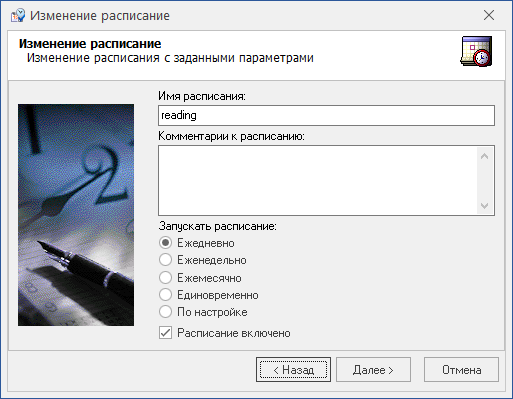 Изменение расписание
Изменение расписание
Изменение расписания с заданными параметрами
Имя расписания:
reading
Комментарии к расписанию:
Запускать расписание:
Ежедневно
Еженедельно
Ежемесячно
Единовременно
По настройке
Расписание включено
< Назад
Далее >
Отмена